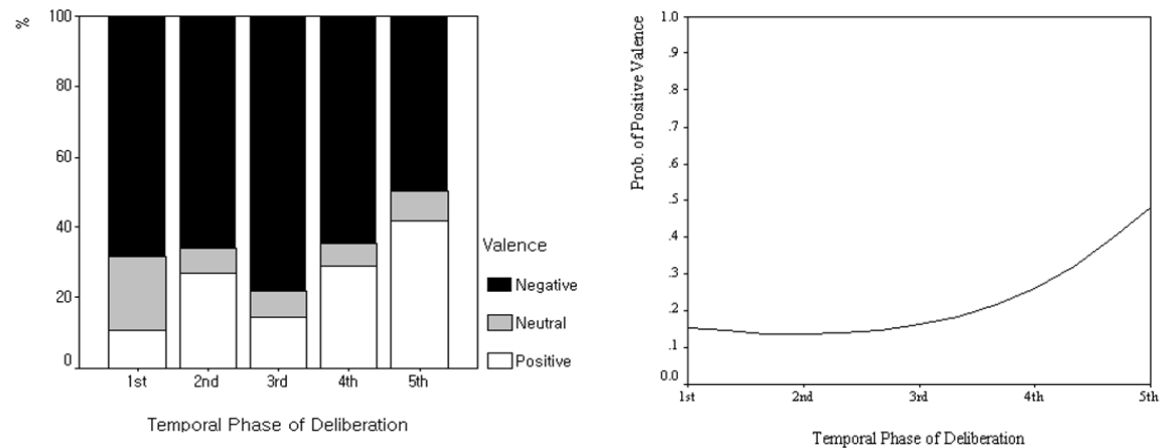 %
100
80
60
40
20
0
1st 2nd 3rd 4th 5th
Temporal Phase of Deliberation
Valence
Negative
Neutral
Positive
Prob. of Positive Valence
1.0
.9
.8
.7
.6
.5
.4
.3
.2
.1
0.0
1st 2nd 3rd 4th 5th
Temporal Phase of Deliberation